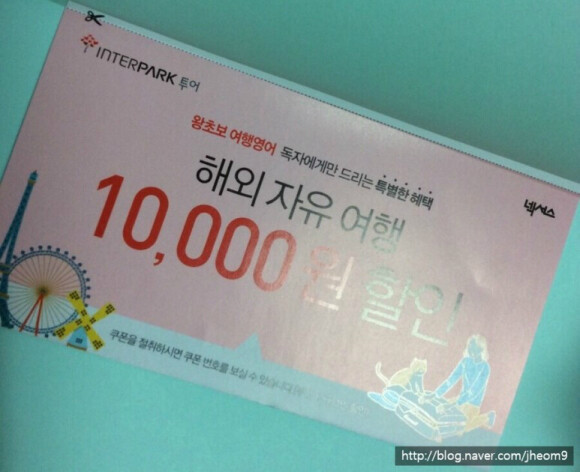 INTERPARK 투어
왕초보 여행영어 독자에게만 드리는 특별한 혜택
넥서스
해외 자유 여행
10,000원 할인
쿠폰을 절취하시면 쿠폰 번호를 보실 수 있습니다
http://blog.naver.com/jheom9